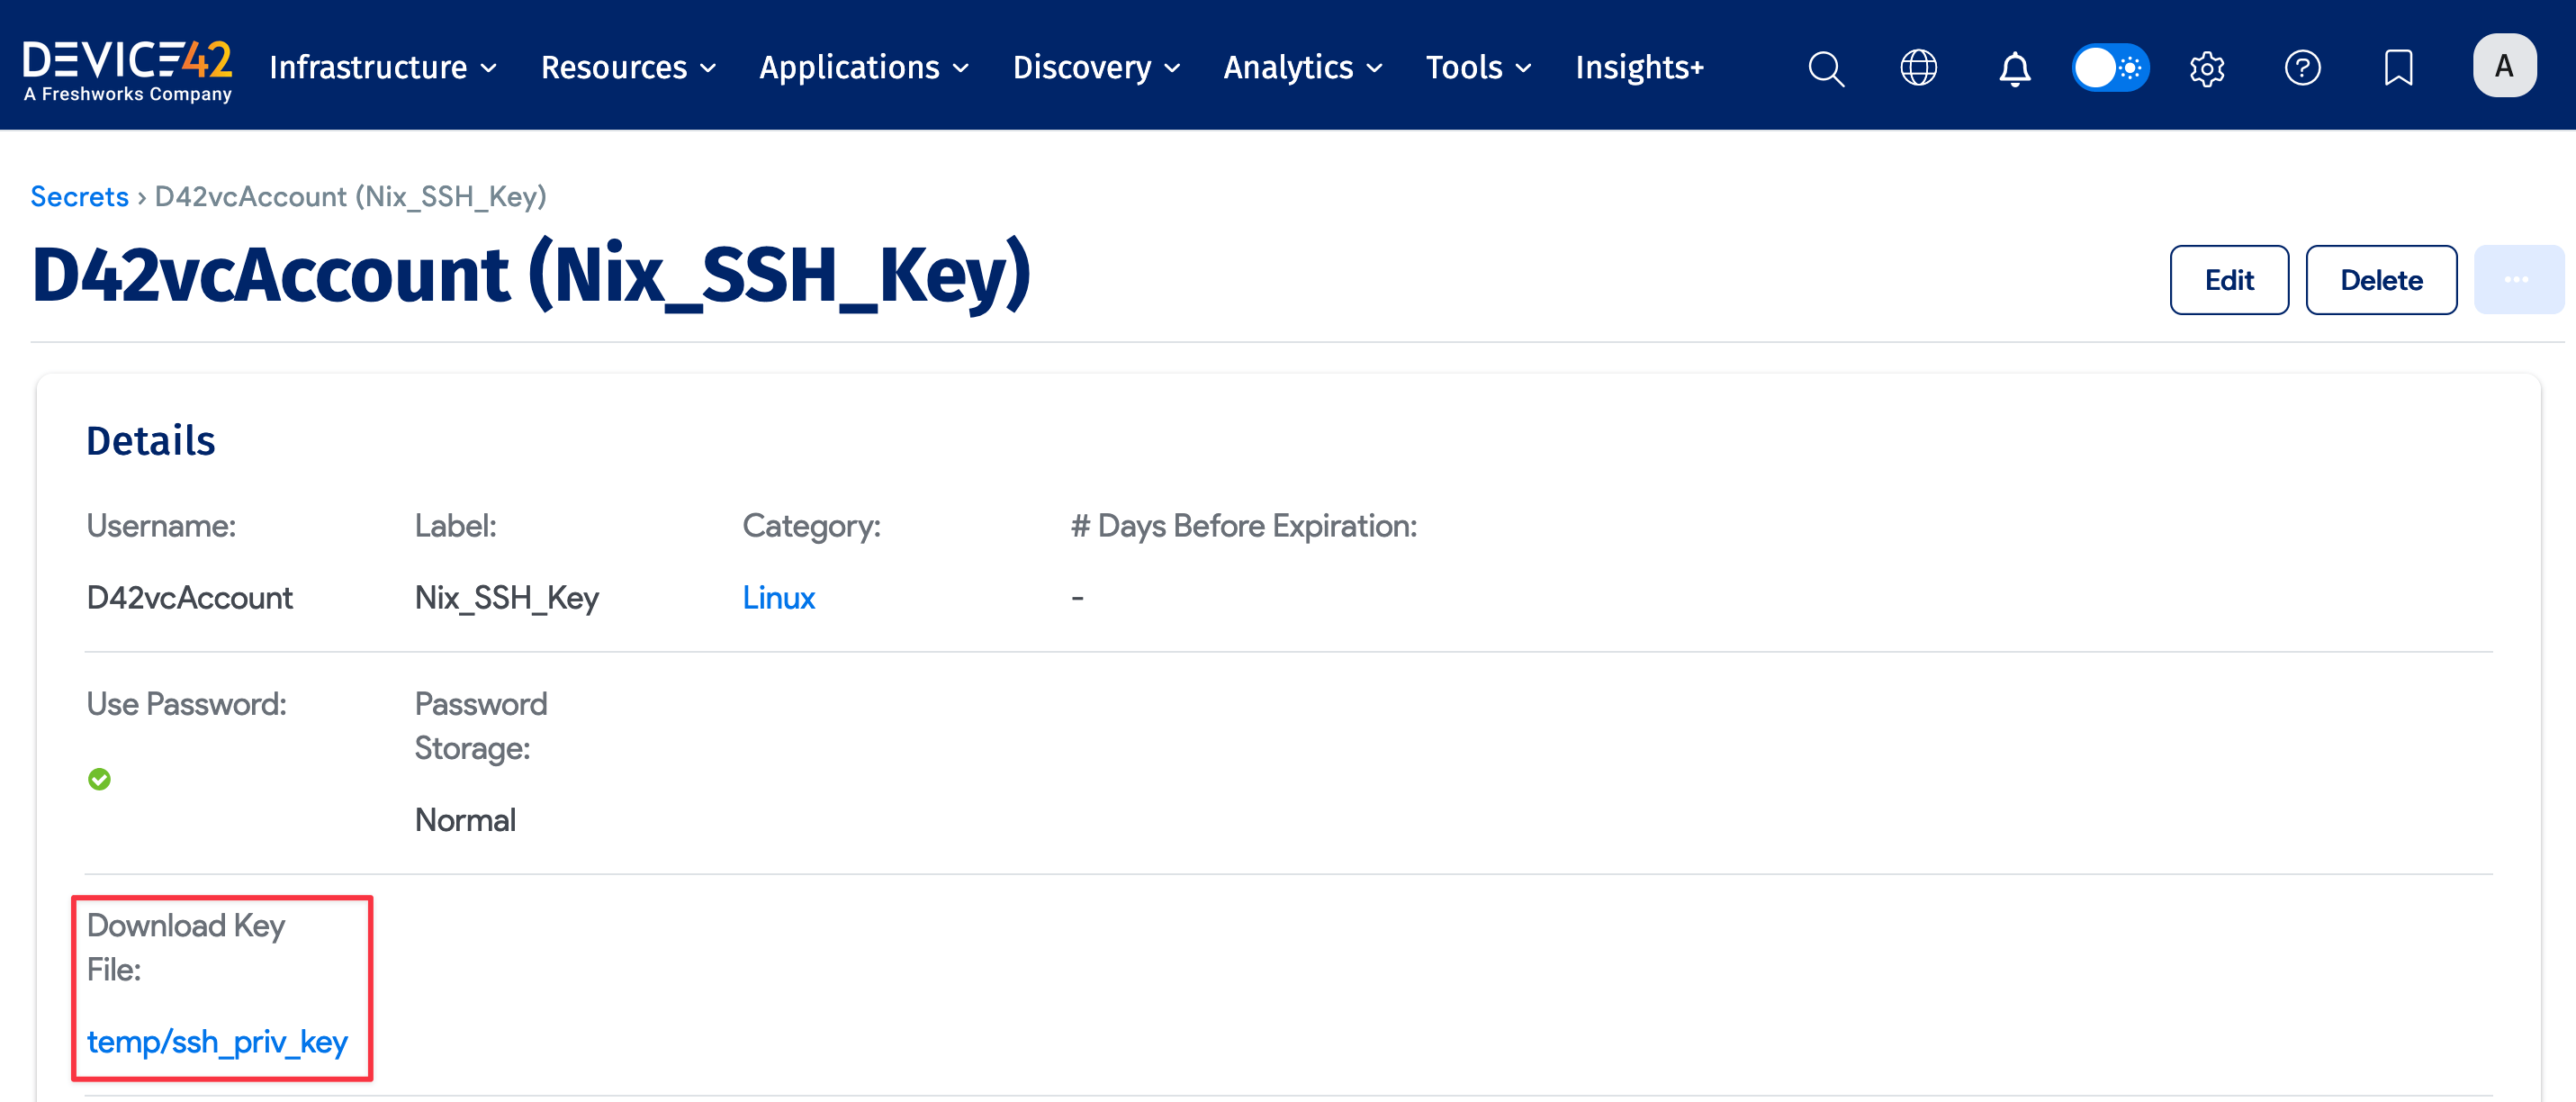 DEVICE42
A Freshworks Company
Infrastructure Resources Applications Discovery Analytics Tools Insights+
A
Secrets › D42vcAccount (Nix_SSH_Key)
D42vcAccount (Nix_SSH_Key)
Edit Delete ...
Details
Username: Label: Category: # Days Before Expiration:
D42vcAccount Nix_SSH_Key Linux -
Use Password: Password
Storage:
Normal
Download Key
File:
temp/ssh_priv_key